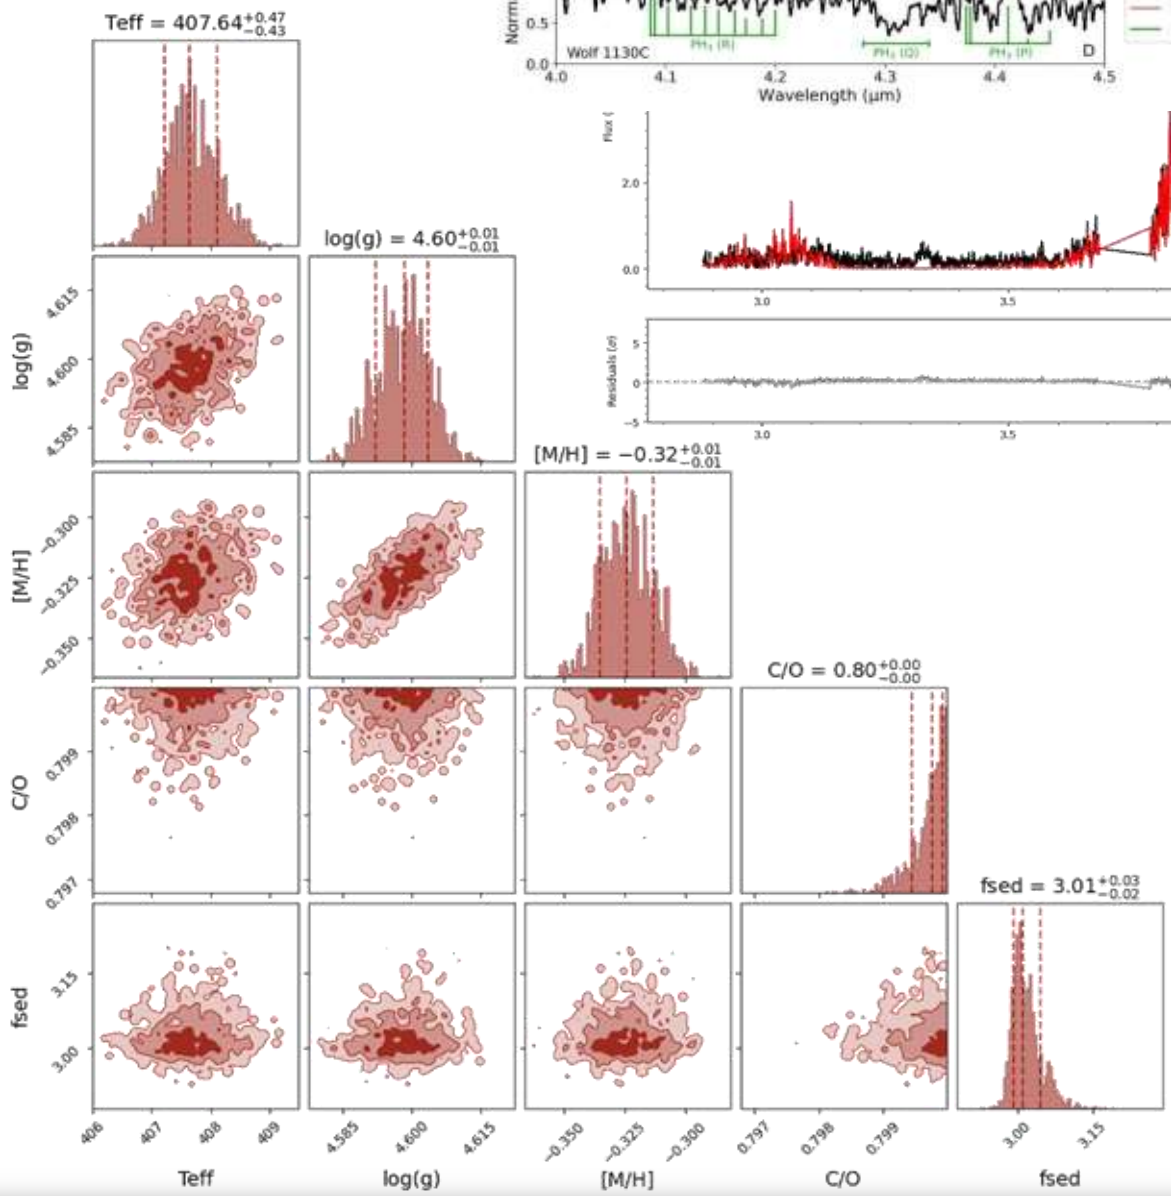 Teff = 407.64+0.47−0.43
Norm
0.5
0.0
PH3 (R)
PH3 (Q)
PH3 (P)
Wolf 1130C
D
4.0 4.1 4.2 4.3 4.4 4.5
Wavelength (μm)
Flux (
2.0
0.0
3.0 3.5
log(g) = 4.60+0.01−0.01
log(g)
4.615
4.600
4.585
Residuals (σ)
5
0
−5
3.0 3.5
[M/H] = −0.32+0.01−0.01
[M/H]
−0.300
−0.325
−0.350
C/O = 0.80+0.00−0.00
C/O
0.799
0.798
0.797
fsed = 3.01+0.03−0.02
fsed
3.15
3.00
406 407 408 409
4.585 4.600 4.615
−0.350 −0.325 −0.300
0.797 0.798 0.799
3.00 3.15
Teff log(g) [M/H] C/O fsed